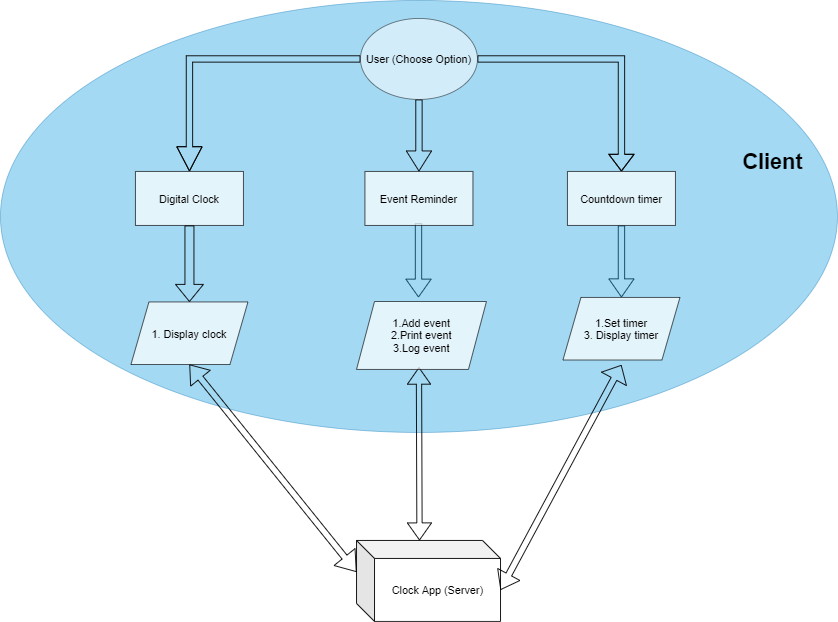 User (Choose Option)
Client
Digital Clock
Event Reminder
Countdown timer
1. Display clock
1.Add event
2.Print event
3.Log event
1.Set timer
3. Display timer
Clock App (Server)